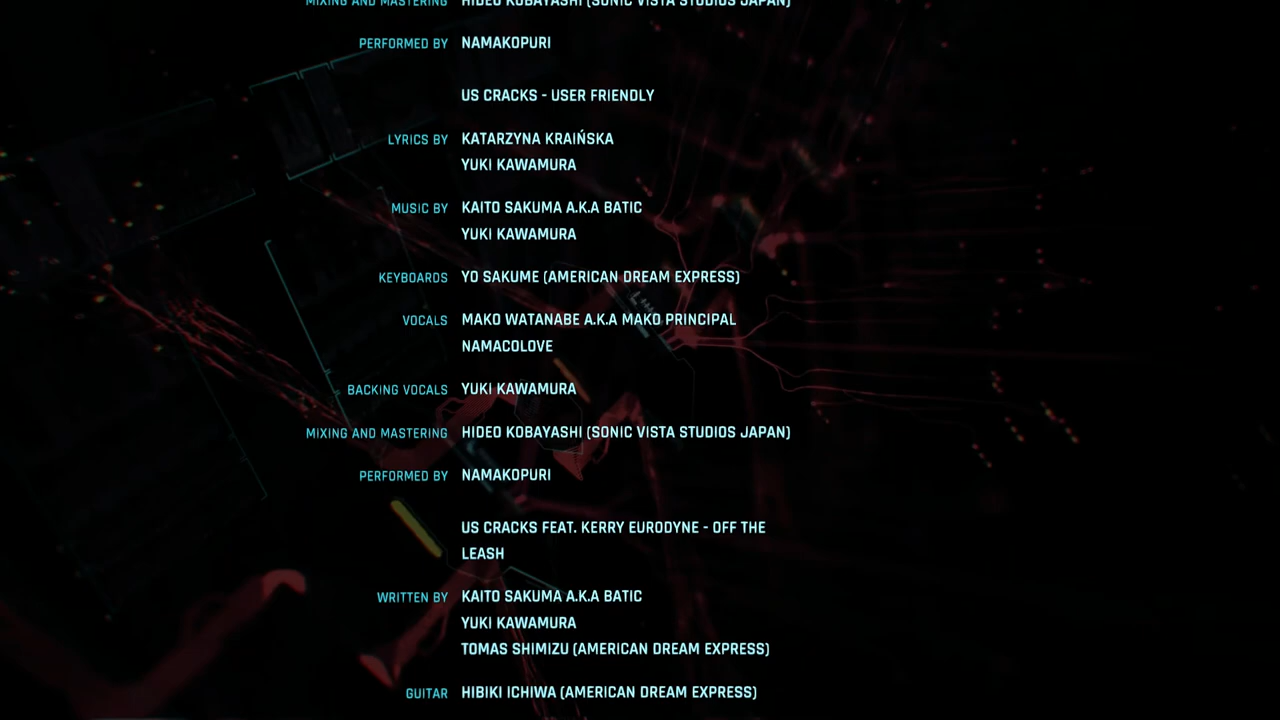 MIXING AND MASTERING HIDEO KOBAYASHI (SONIC VISTA STUDIOS JAPAN)
PERFORMED BY NAMAKOPURI
US CRACKS - USER FRIENDLY
LYRICS BY KATARZYNA KRAIŃSKA
YUKI KAWAMURA
MUSIC BY KAITO SAKUMA A.K.A BATIC
YUKI KAWAMURA
KEYBOARDS YO SAKUME (AMERICAN DREAM EXPRESS)
VOCALS MAKO WATANABE A.K.A MAKO PRINCIPAL
NAMACOLOVE
BACKING VOCALS YUKI KAWAMURA
MIXING AND MASTERING HIDEO KOBAYASHI (SONIC VISTA STUDIOS JAPAN)
PERFORMED BY NAMAKOPURI
US CRACKS FEAT. KERRY EURODYNE - OFF THE
LEASH
WRITTEN BY KAITO SAKUMA A.K.A BATIC
YUKI KAWAMURA
TOMAS SHIMIZU (AMERICAN DREAM EXPRESS)
GUITAR HIBIKI ICHIWA (AMERICAN DREAM EXPRESS)